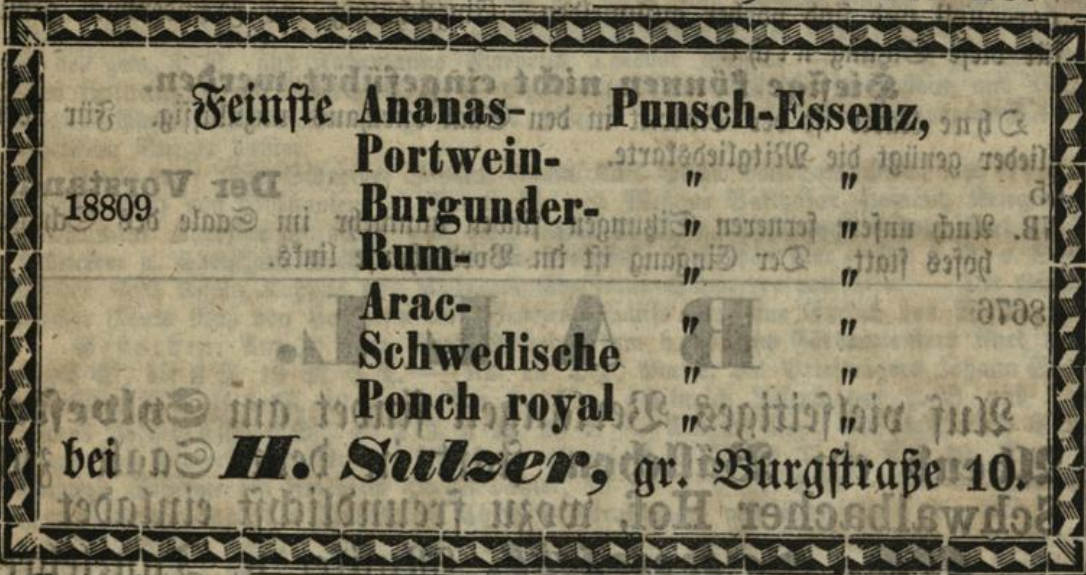 Feinste Ananas- Punsch-Essenz,
Portwein- „ „
18809 Burgunder- „ „
Rum- „ „
Arac- „ „
Schwedische „ „
Ponch royal „ „
bei H. Sulzer, gr. Burgstraße 10.